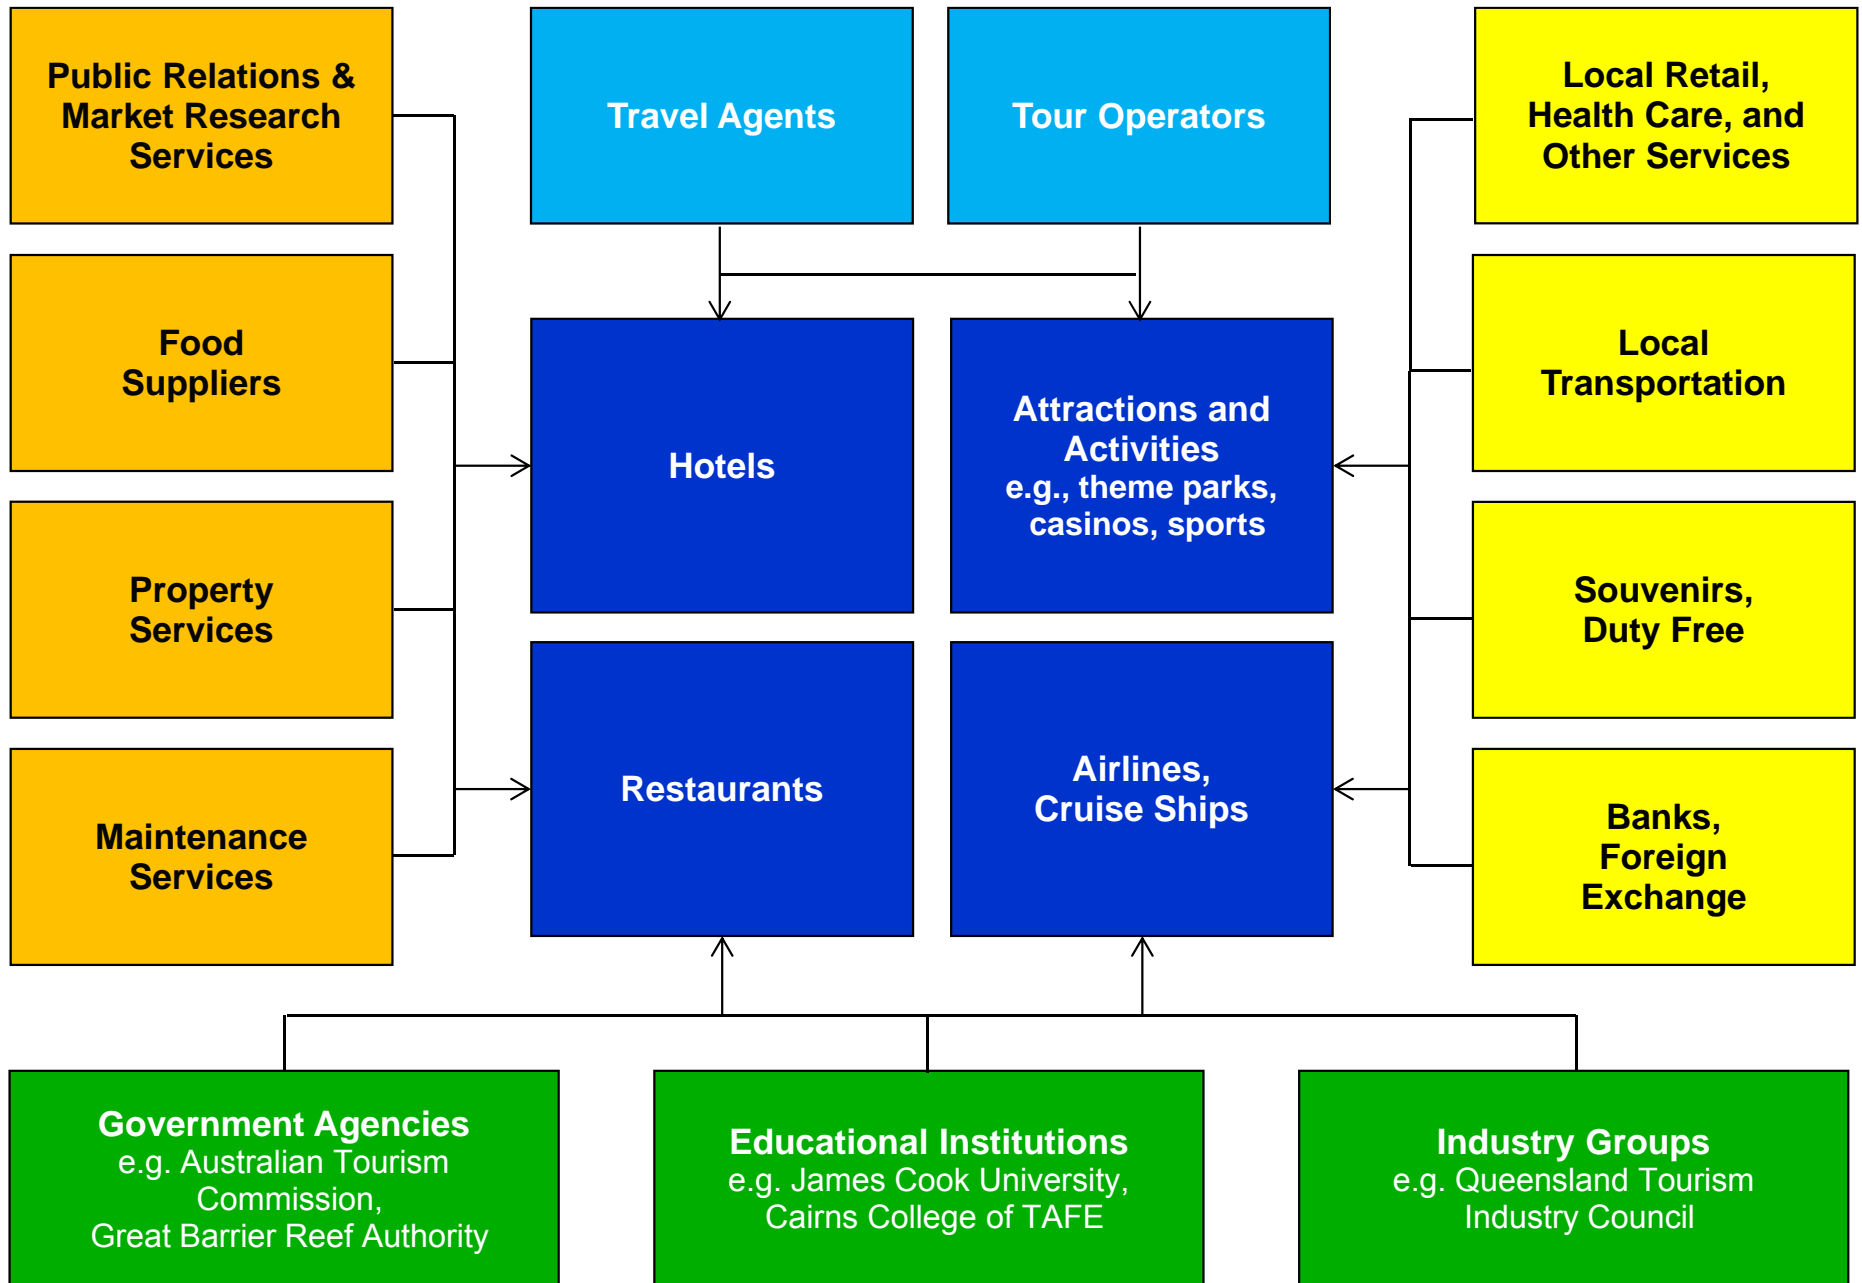 Public Relations &
Market Research
Services
Travel Agents
Tour Operators
Local Retail,
Health Care, and
Other Services
Food
Suppliers
Local
Transportation
Hotels
Attractions and
Activities
e.g., theme parks,
casinos, sports
Property
Services
Souvenirs,
Duty Free
Restaurants
Airlines,
Cruise Ships
Maintenance
Services
Banks,
Foreign
Exchange
Government Agencies
e.g. Australian Tourism
Commission,
Great Barrier Reef Authority
Educational Institutions
e.g. James Cook University,
Cairns College of TAFE
Industry Groups
e.g. Queensland Tourism
Industry Council